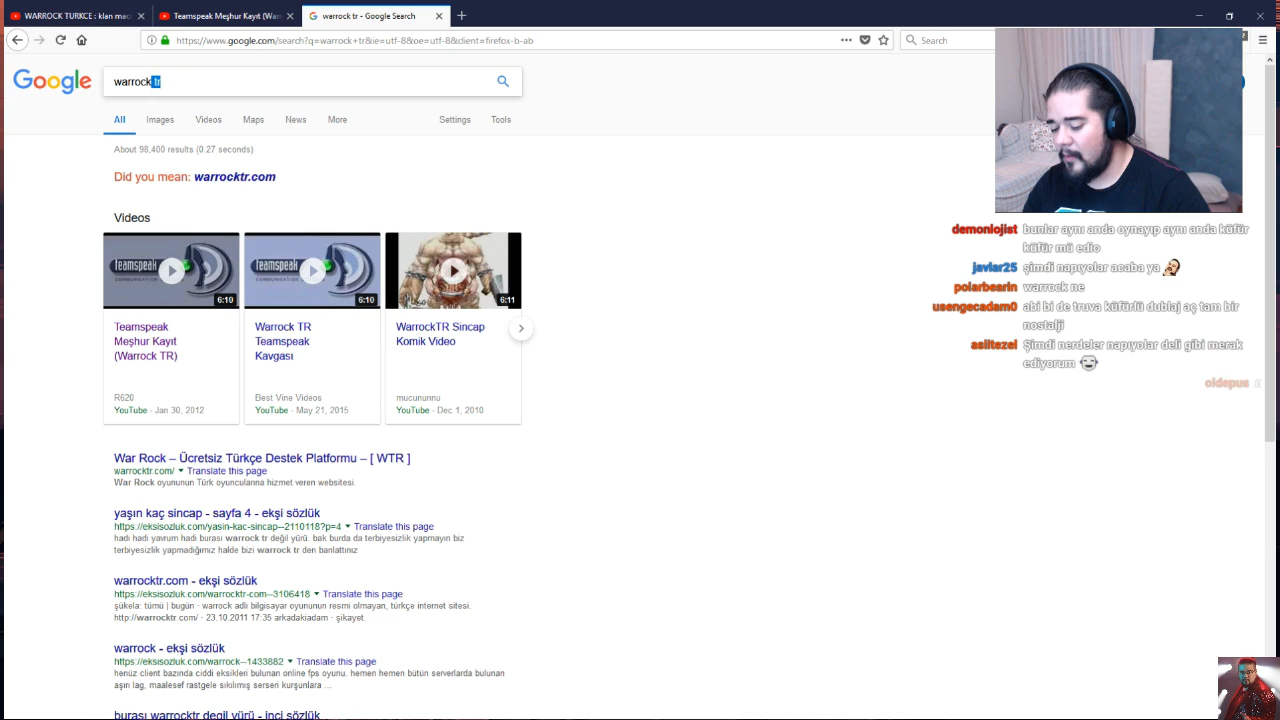 WARROCK TÜRKÇE : klan mac
Teamspeak Meşhur Kayıt (War
warrock tr - Google Search
https://www.google.com/search?q=warrock+tr&ie=utf-8&oe=utf-8&client=firefox-b-ab
Search
Google
warrock tr
All
Images
Videos
Maps
News
More
Settings
Tools
About 98,400 results (0.27 seconds)
Did you mean: warrocktr.com
Videos
teamspeak
COMMUNICATION
6:10
teamspeak
COMMUNICATION
6:10
6:11
Teamspeak
Meşhur Kayıt
(Warrock TR)
R620
YouTube - Jan 30, 2012
Warrock TR
Teamspeak
Kavgası
Best Vine Videos
YouTube - May 21, 2015
WarrockTR Sincap
Komik Video
mucununnu
YouTube - Dec 1, 2010
War Rock – Ücretsiz Türkçe Destek Platformu – [ WTR ]
warrocktr.com/ Translate this page
War Rock oyununun Türk oyuncularına hizmet veren websitesi.
yaşın kaç sincap - sayfa 4 - ekşi sözlük
https://eksisozluk.com/yasin-kac-sincap--2110118?p=4 Translate this page
hadı hadi yavrum hadi burası warrock tr değil yürü. bak burda da terbiyesizlik yapmayın biz
terbiyesizlik yapmadığımız halde bizi warrock tr den banlattınız
warrocktr.com - ekşi sözlük
https://eksisozluk.com/warrocktr-com--3106418 Translate this page
şükela: tümü | bugün · warrock adlı bilgisayar oyununun resmi olmayan, türkçe internet sitesi.
http://warrocktr.com/ · 23.10.2011 17:35 arkadakiadam · şikayet.
warrock - ekşi sözlük
https://eksisozluk.com/warrock--1433882 Translate this page
henüz client bazında ciddi eksikleri bulunan online fps oyunu. hemen hemen bütün serverlarda bulunan
aşırı lag, maalesef rastgele sıkılmış serseri kurşunlara ...
burası warrocktr degil yürü - inci sözlük
demonlojist bunlar aynı anda oynayıp aynı anda küfür
küfür mü edio
javlar25 şimdi napıyolar acaba ya
polarbearin warrock ne
usengecadam0 abi bi de truva küfürlü dublaj aç tam bir
nostalji
aslitezel Şimdi nerdeler napıyolar deli gibi merak
ediyorum
oldspus